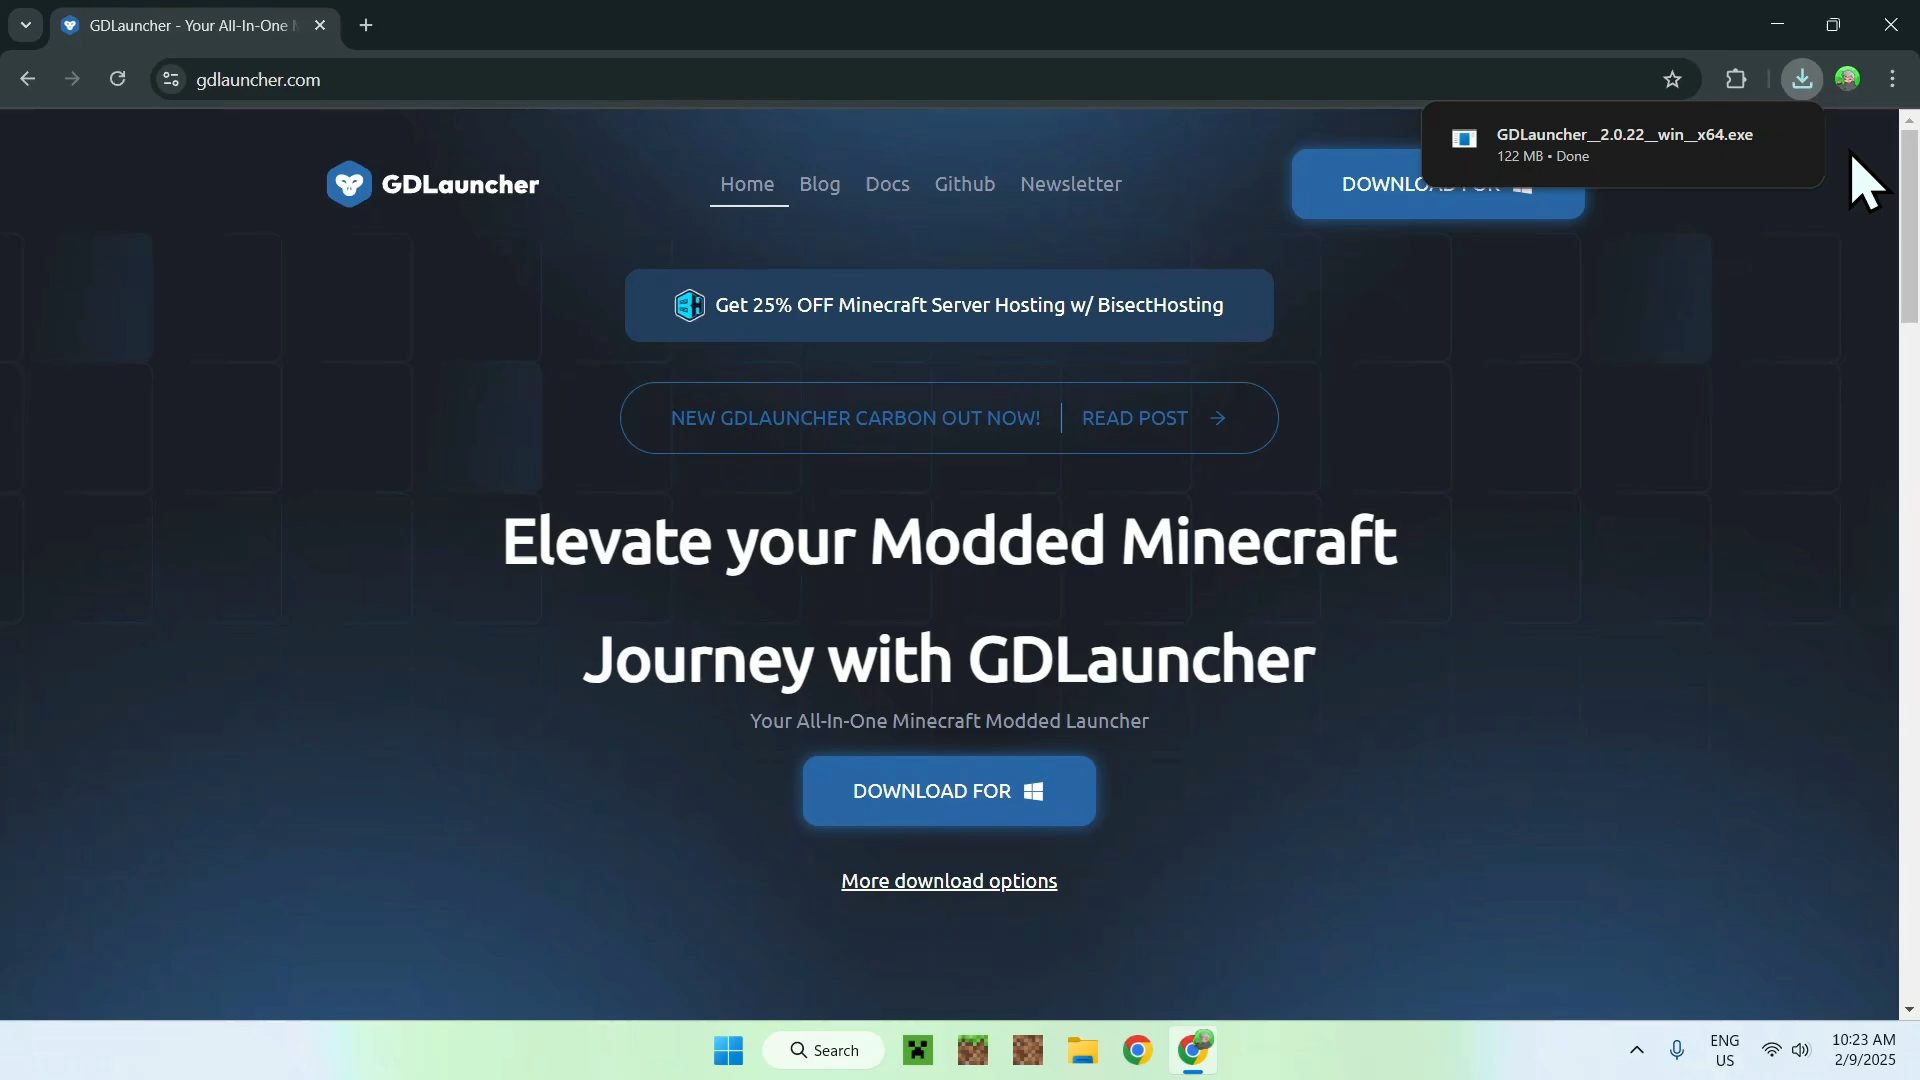 GDLauncher - Your All-In-One
gdlauncher.com
GDLauncher__2.0.22__win__x64.exe
122 MB • Done
GDLauncher
Home
Blog
Docs
Github
Newsletter
Get 25% OFF Minecraft Server Hosting w/ BisectHosting
NEW GDLAUNCHER CARBON OUT NOW!
READ POST
Elevate your Modded Minecraft
Journey with GDLauncher
Your All-In-One Minecraft Modded Launcher
DOWNLOAD FOR
More download options
Search
ENG
US
10:23 AM
2/9/2025